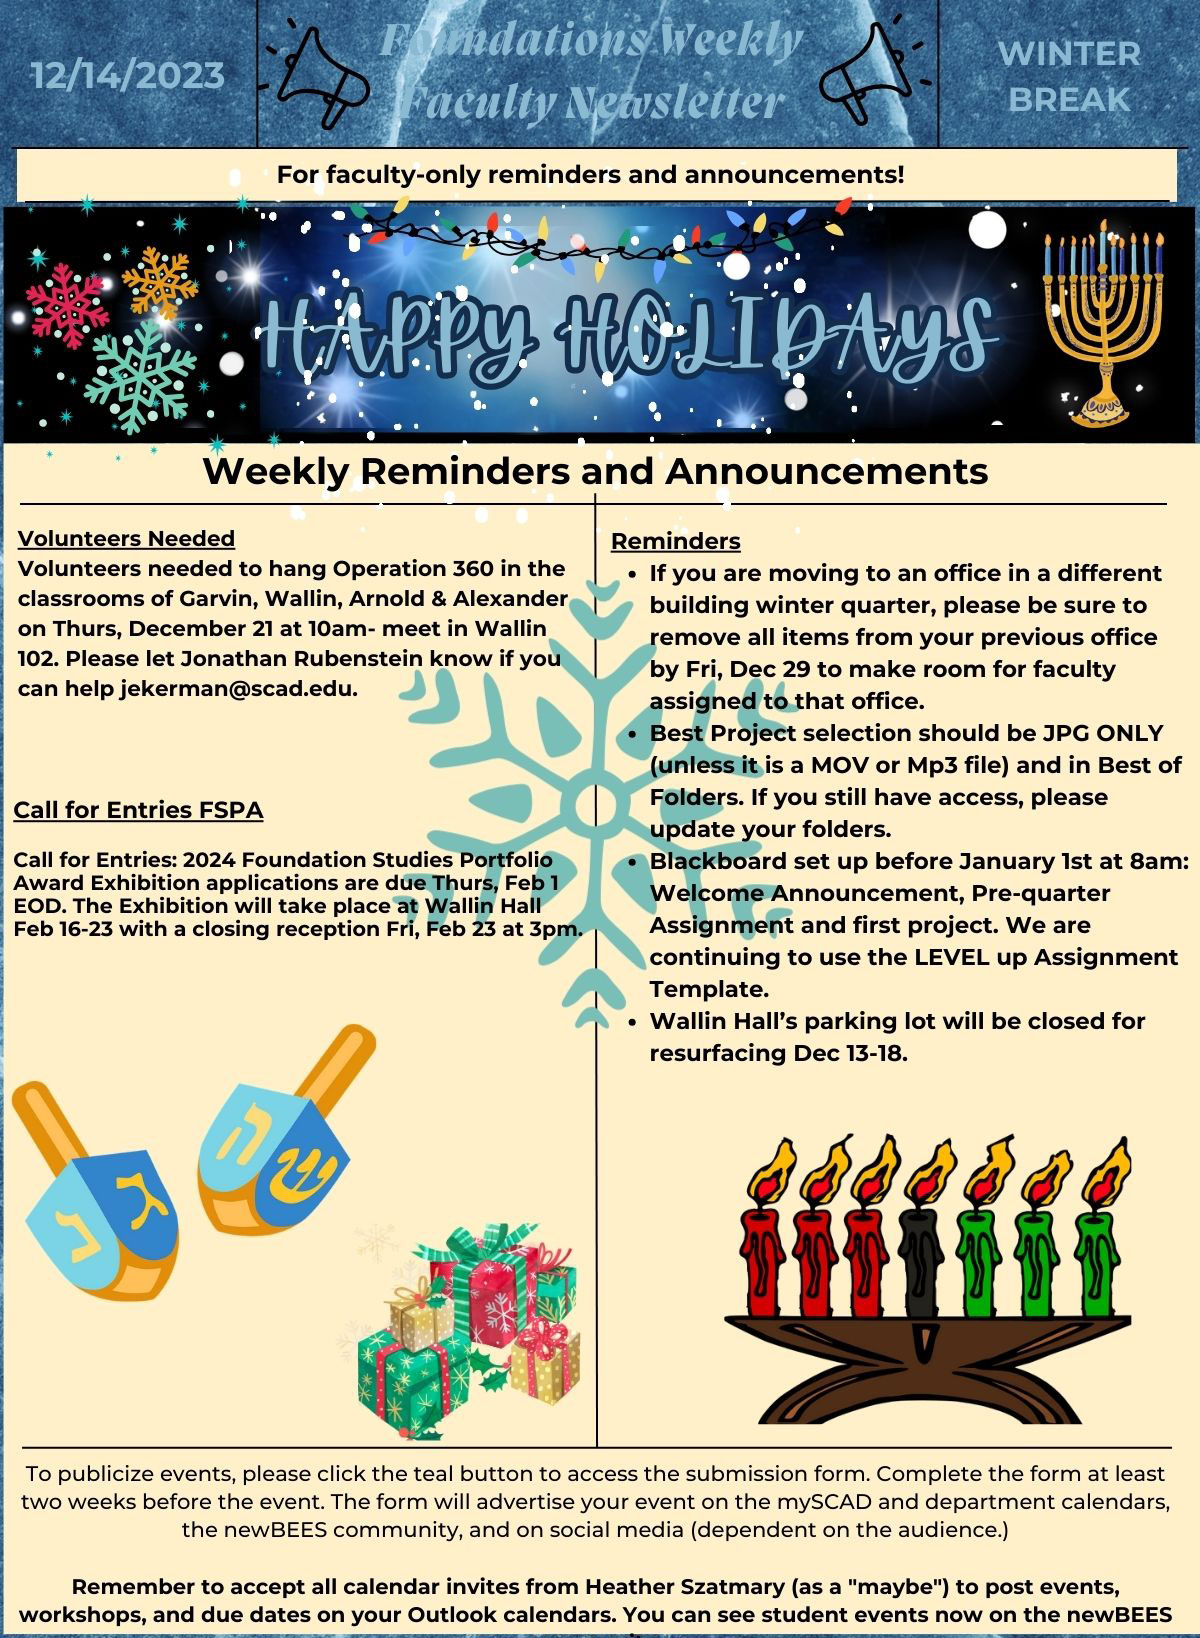 12/14/2023
Foundations Weekly
Faculty Newsletter
WINTER
BREAK
For faculty-only reminders and announcements!
HAPPY HOLIDAYS
Weekly Reminders and Announcements
Volunteers Needed
Volunteers needed to hang Operation 360 in the
classrooms of Garvin, Wallin, Arnold & Alexander
on Thurs, December 21 at 10am- meet in Wallin
102. Please let Jonathan Rubenstein know if you
can help jekerman@scad.edu.
Call for Entries FSPA
Call for Entries: 2024 Foundation Studies Portfolio
Award Exhibition applications are due Thurs, Feb 1
EOD. The Exhibition will take place at Wallin Hall
Feb 16-23 with a closing reception Fri, Feb 23 at 3pm.
Reminders
• If you are moving to an office in a different
building winter quarter, please be sure to
remove all items from your previous office
by Fri, Dec 29 to make room for faculty
assigned to that office.
• Best Project selection should be JPG ONLY
(unless it is a MOV or Mp3 file) and in Best of
Folders. If you still have access, please
update your folders.
• Blackboard set up before January 1st at 8am:
Welcome Announcement, Pre-quarter
Assignment and first project. We are
continuing to use the LEVEL up Assignment
Template.
• Wallin Hall’s parking lot will be closed for
resurfacing Dec 13-18.
ה
ש
נ
ג
To publicize events, please click the teal button to access the submission form. Complete the form at least
two weeks before the event. The form will advertise your event on the mySCAD and department calendars,
the newBEES community, and on social media (dependent on the audience.)
Remember to accept all calendar invites from Heather Szatmary (as a "maybe") to post events,
workshops, and due dates on your Outlook calendars. You can see student events now on the newBEES